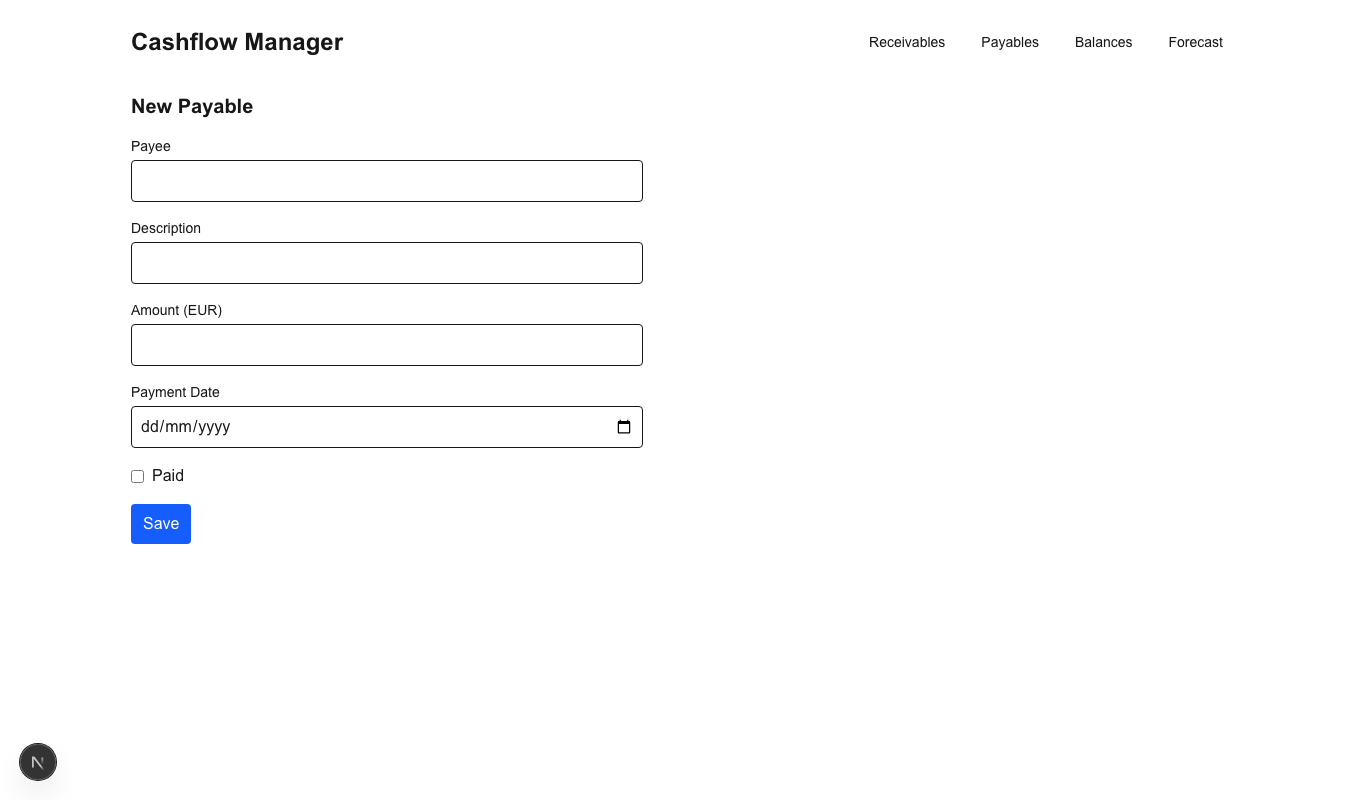 Cashflow Manager
Receivables Payables Balances Forecast
New Payable
Payee
Description
Amount (EUR)
Payment Date
dd/mm/yyyy
Paid
Save
N